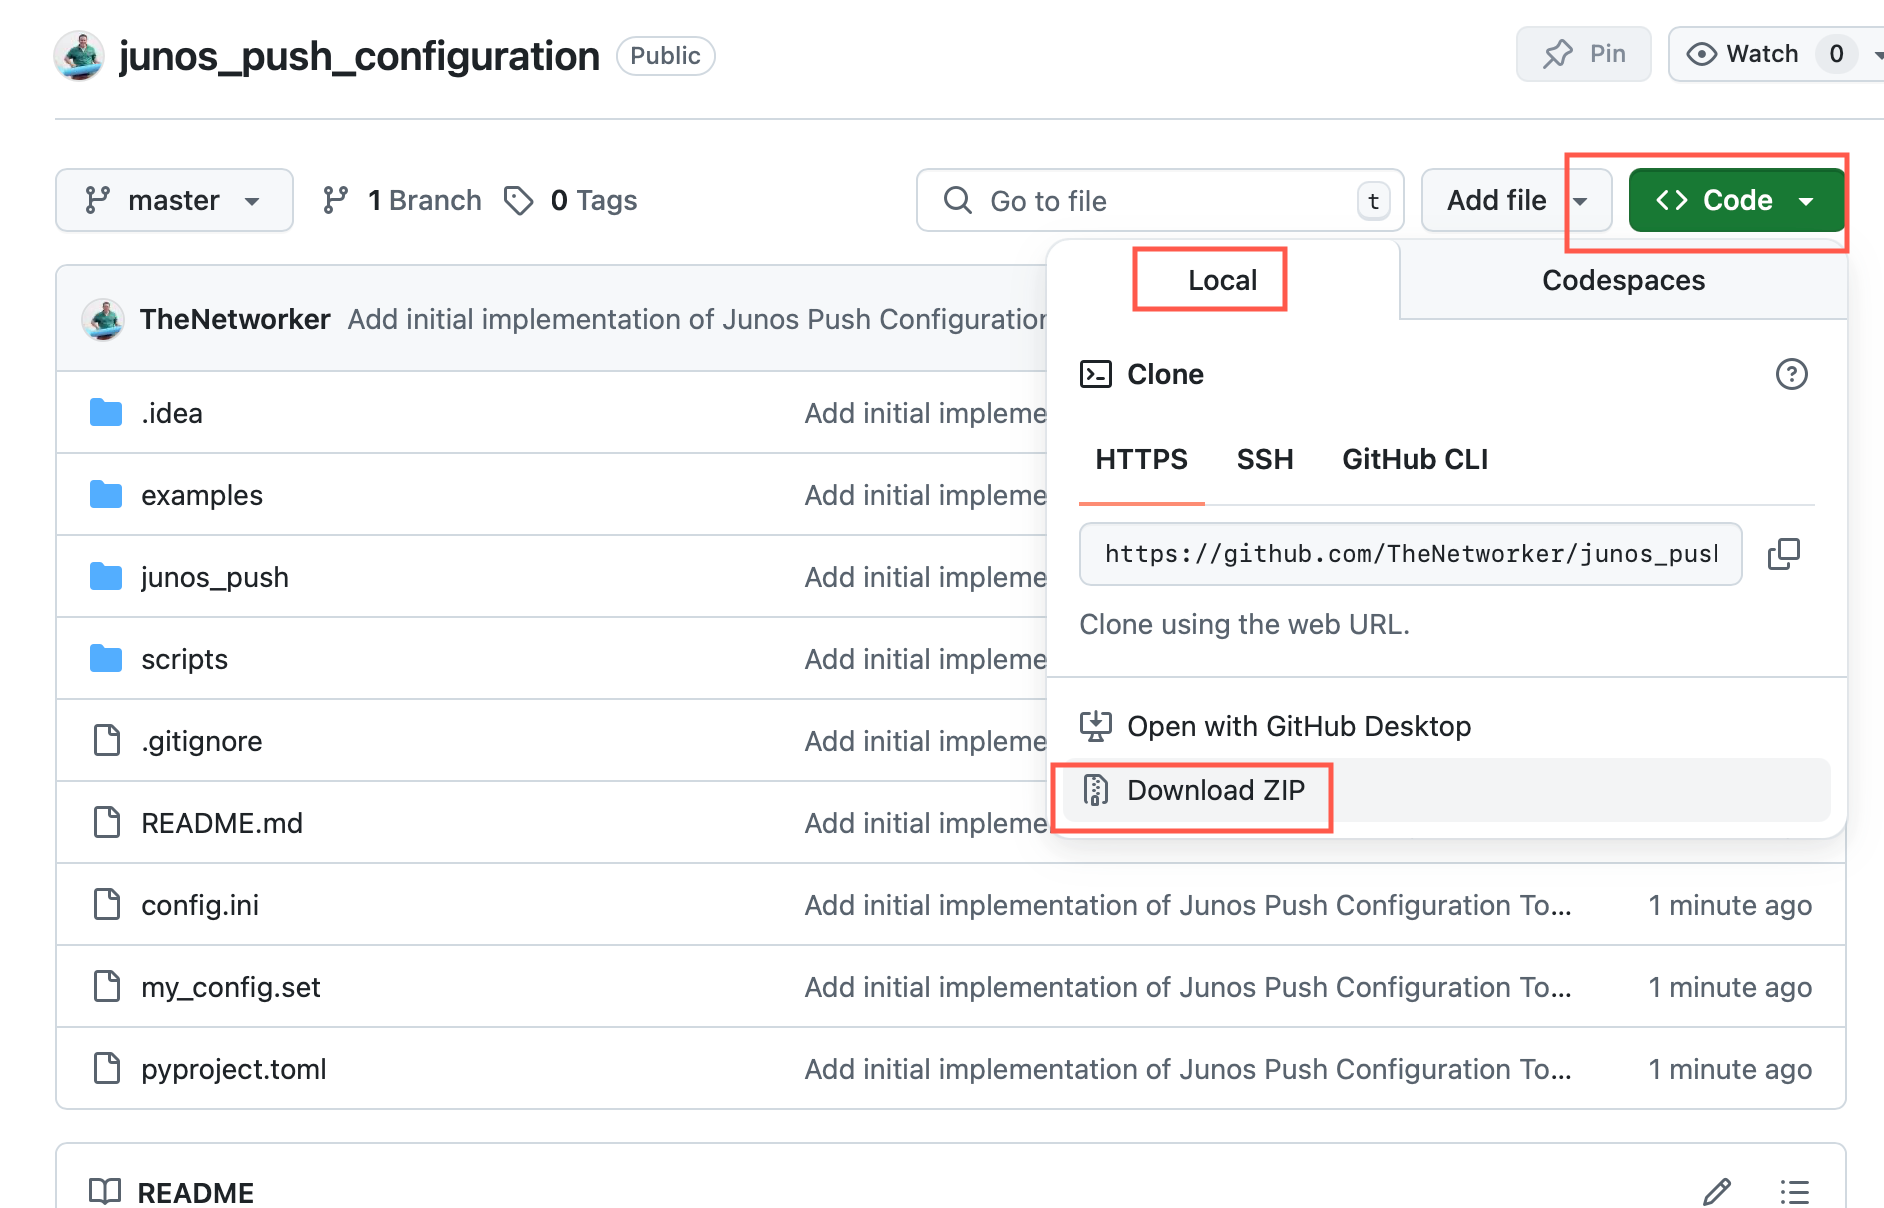 junos_push_configuration Public Pin Watch 0
master 1 Branch 0 Tags Go to file t Add file Code
Local Codespaces
TheNetworker Add initial implementation of Junos Push Configuration
Clone
.idea Add initial impleme
HTTPS SSH GitHub CLI
examples Add initial impleme
https://github.com/TheNetworker/junos_push
junos_push Add initial impleme
Clone using the web URL.
scripts Add initial impleme
Open with GitHub Desktop
.gitignore Add initial impleme
Download ZIP
README.md Add initial impleme
config.ini Add initial implementation of Junos Push Configuration To... 1 minute ago
my_config.set Add initial implementation of Junos Push Configuration To... 1 minute ago
pyproject.toml Add initial implementation of Junos Push Configuration To... 1 minute ago
README